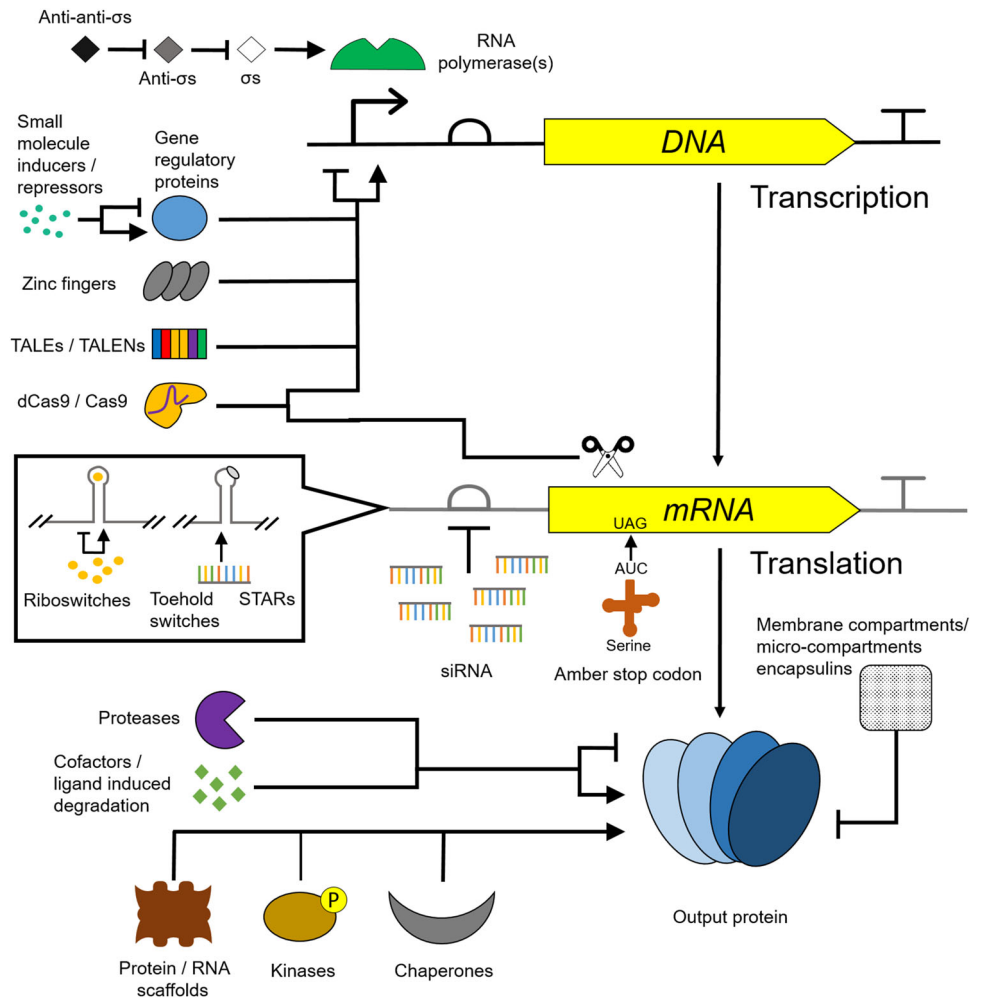 Anti-anti-σs
Anti-σs
σs
RNA
polymerase(s)
Small
molecule
inducers /
repressors
Gene
regulatory
proteins
DNA
Transcription
Zinc fingers
TALEs / TALENs
dCas9 / Cas9
mRNA
UAG
AUC
Serine
Amber stop codon
Translation
Riboswitches
Toehold
switches
STARs
siRNA
Membrane compartments/
micro-compartments
encapsulins
Proteases
Cofactors /
ligand induced
degradation
P
Output protein
Protein / RNA
scaffolds
Kinases
Chaperones